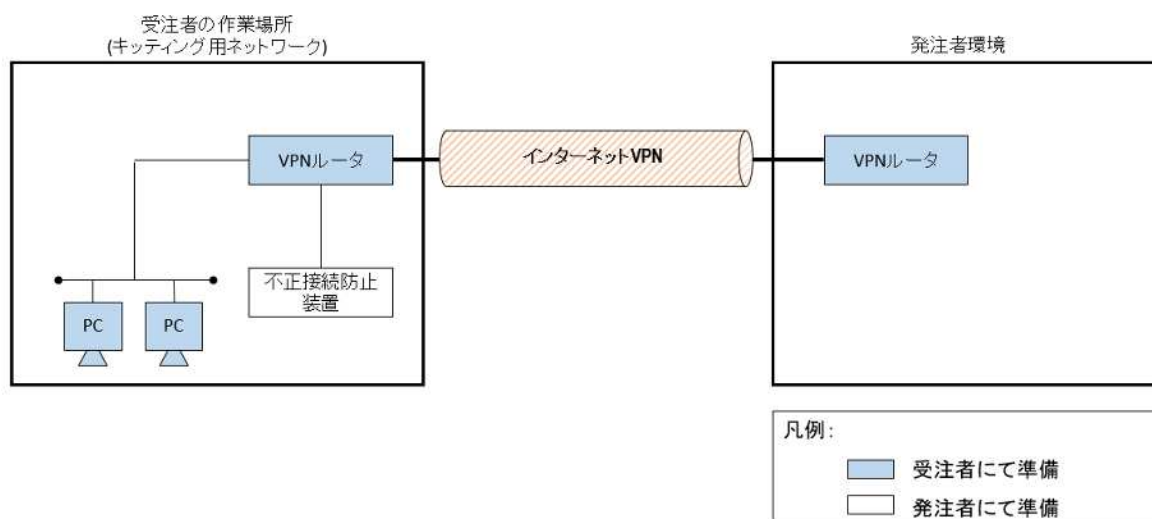 受注者の作業場所
(キッティング用ネットワーク)
発注者環境
VPNルータ
インターネットVPN
VPNルータ
不正接続防止
装置
PC
PC
凡例:
受注者にて準備
発注者にて準備